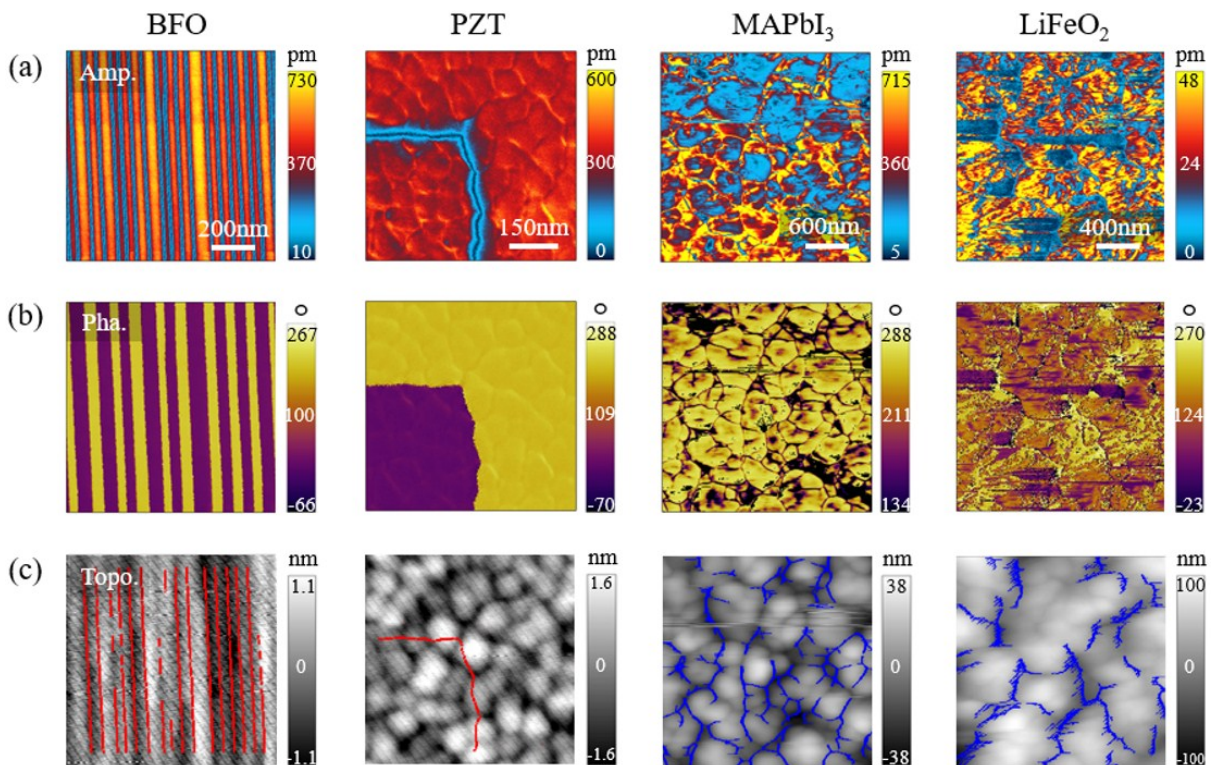 BFO PZT MAPbI₃ LiFeO₂
(a) Amp. pm pm pm pm
730 600 715 48
370 300 360 24
200nm 150nm 600nm 400nm
10 0 5 0
(b) Pha. ° ° ° °
267 288 288 270
100 109 211 124
-66 -70 134 -23
(c) Topo. nm nm nm nm
1.1 1.6 38 100
0 0 0 0
-1.1 -1.6 -38 -100